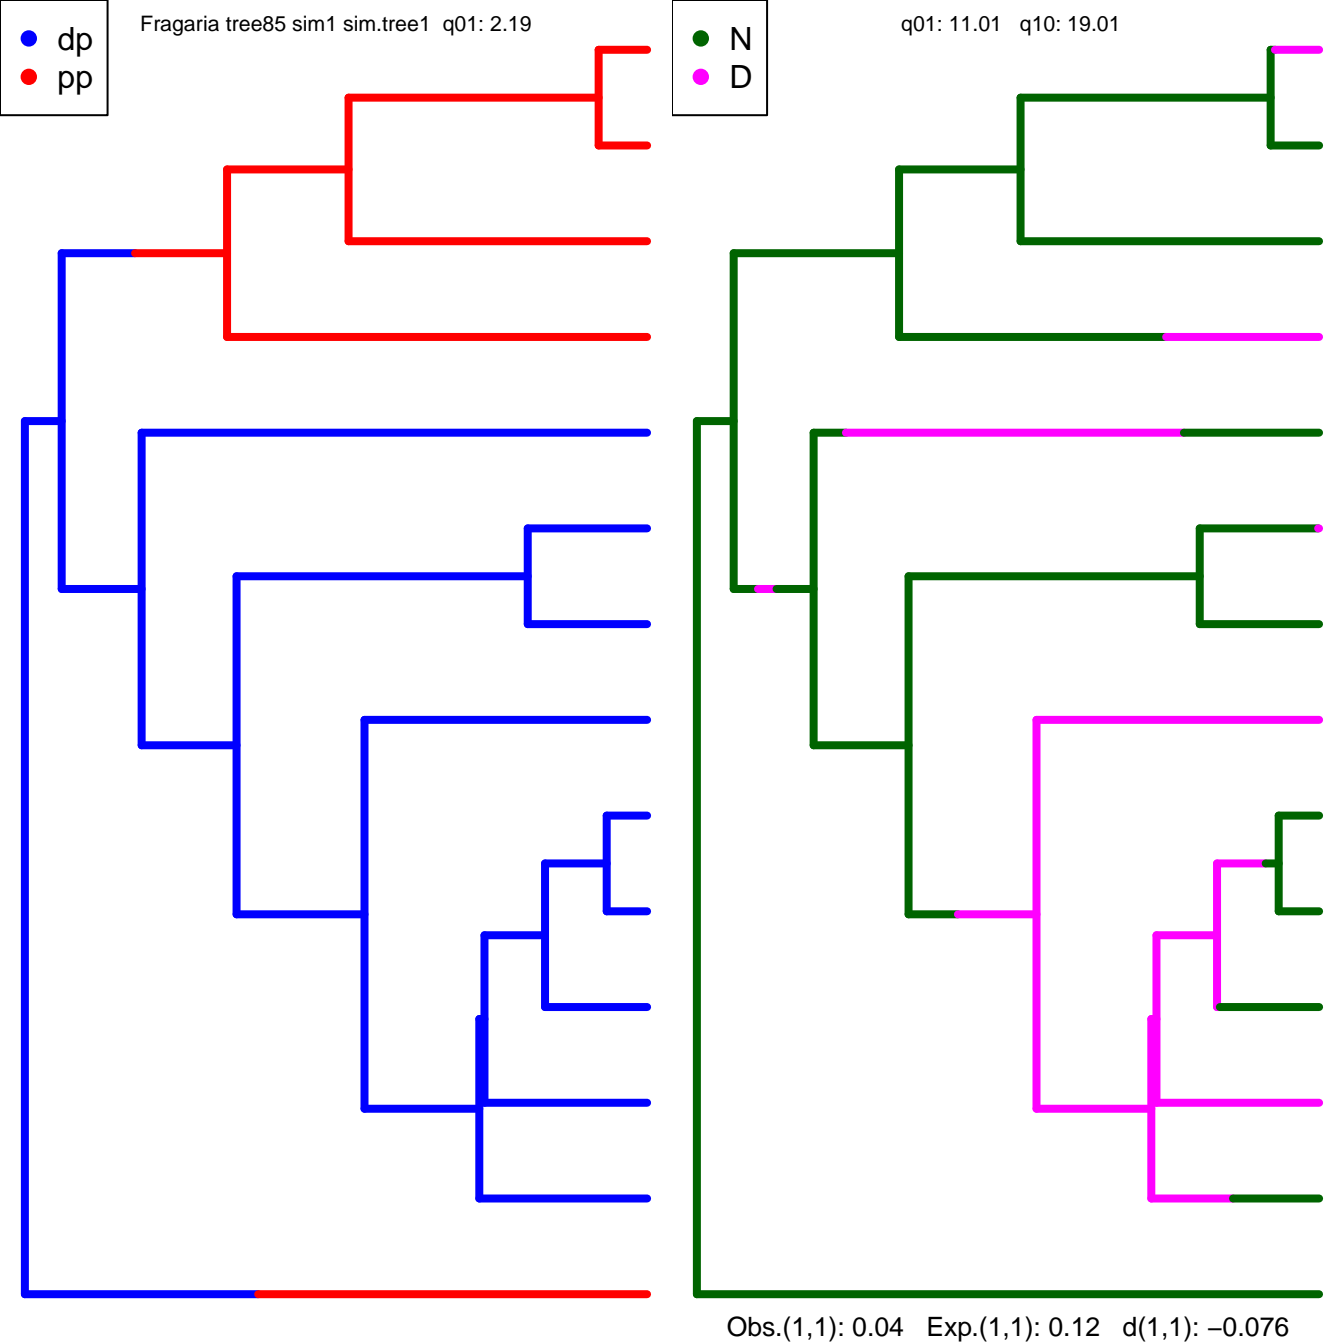 Fragaria tree85 sim1 sim.tree1  q01: 2.19
dp
pp
q01: 11.01   q10: 19.01
N
D
Obs.(1,1): 0.04   Exp.(1,1): 0.12   d(1,1): −0.076